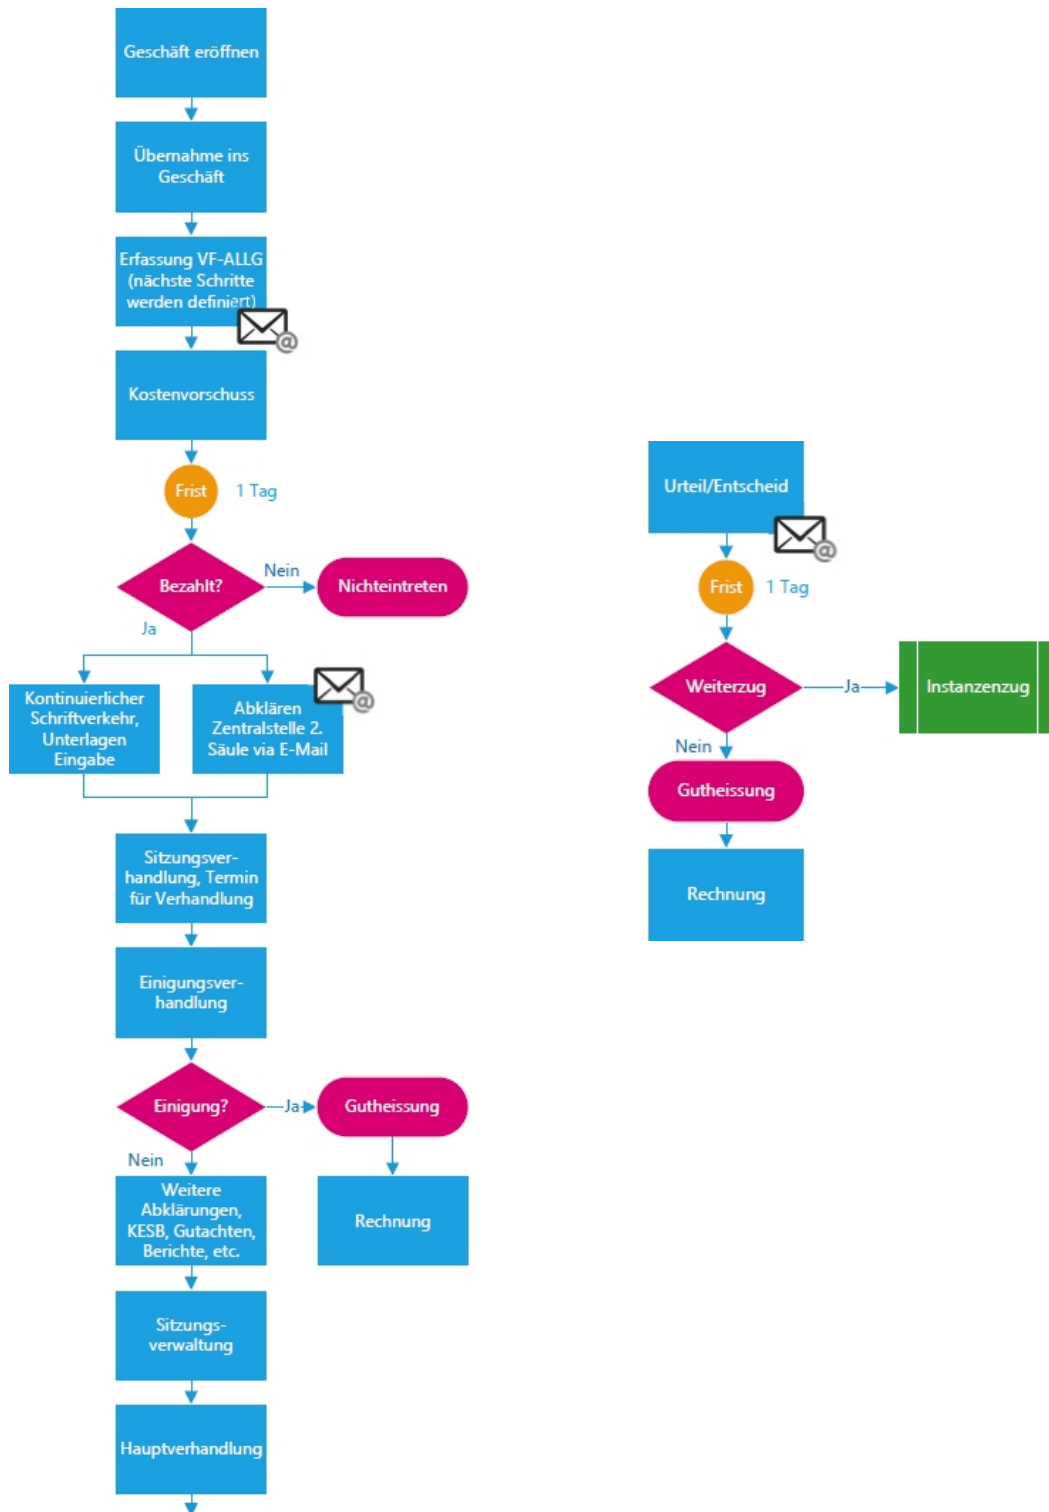 Geschäft eröffnen
Übernahme ins
Geschäft
Erfassung VF-ALLG
(nächste Schritte
werden definiert)
@
Kostenvorschuss
Frist
1 Tag
Bezahlt?
Nein
Nichteintreten
Ja
Kontinuierlicher
Schriftverkehr,
Unterlagen
Eingabe
@
Abklären
Zentralstelle 2.
Säule via E-Mail
Sitzungsver-
handlung, Termin
für Verhandlung
Einigungsver-
handlung
Einigung?
Ja
Gutheissung
Nein
Weitere
Abklärungen,
KESB, Gutachten,
Berichte, etc.
Rechnung
Sitzungs-
verwaltung
Hauptverhandlung
Urteil/Entscheid
@
Frist
1 Tag
Weiterzug
Ja
Instanzenzug
Nein
Gutheissung
Rechnung